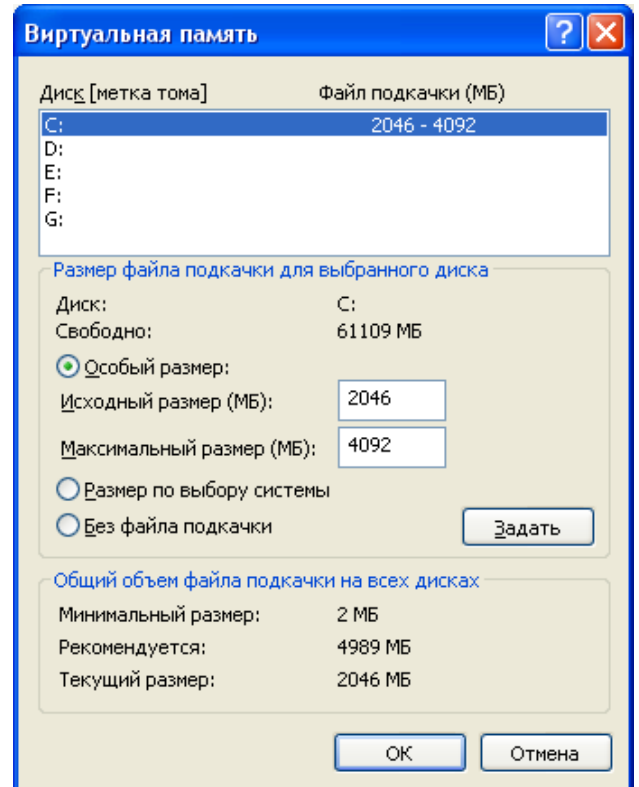 Виртуальная память
Диск [метка тома] Файл подкачки (МБ)
C: 2046 - 4092
D:
E:
F:
G:
Размер файла подкачки для выбранного диска
Диск: C:
Свободно: 61109 МБ
Особый размер:
Исходный размер (МБ): 2046
Максимальный размер (МБ): 4092
Размер по выбору системы
Без файла подкачки Задать
Общий объем файла подкачки на всех дисках
Минимальный размер: 2 МБ
Рекомендуется: 4989 МБ
Текущий размер: 2046 МБ
ОК Отмена